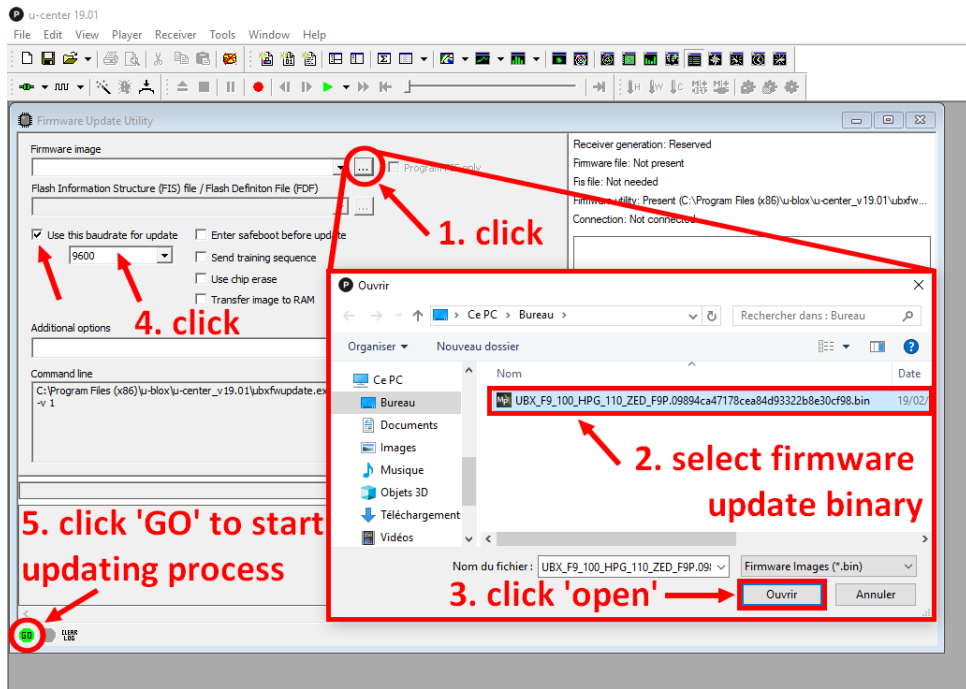 u-center 19.01
File Edit View Player Receiver Tools Window Help
Firmware Update Utility
Firmware image
... Program FIS only
Flash Information Structure (FIS) file / Flash Definiton File (FDF)
...
Use this baudrate for update
Enter safeboot before update
9600
Send training sequence
Use chip erase
Transfer image to RAM
Additional options
Command line
C:\Program Files (x86)\u-blox\u-center_v19.01\ubxfwupdate.ex
-v 1
Receiver generation: Reserved
Firmware file: Not present
Fis file: Not needed
Firmware utility: Present (C:\Program Files (x86)\u-blox\u-center_v19.01\ubxfw...
Connection: Not connected
1. click
4. click
Ouvrir
Ce PC > Bureau >
Rechercher dans : Bureau
Organiser
Nouveau dossier
Ce PC
Bureau
Documents
Images
Musique
Objets 3D
Téléchargement
Vidéos
Nom
Date
UBX_F9_100_HPG_110_ZED_F9P.09894ca47178cea84d93322b8e30cf98.bin
19/02/
2. select firmware
update binary
Nom du fichier :
UBX_F9_100_HPG_110_ZED_F9P.098
Firmware Images (*.bin)
3. click 'open'
Ouvrir
Annuler
5. click 'GO' to start
updating process
GO
CLEAR
LOG